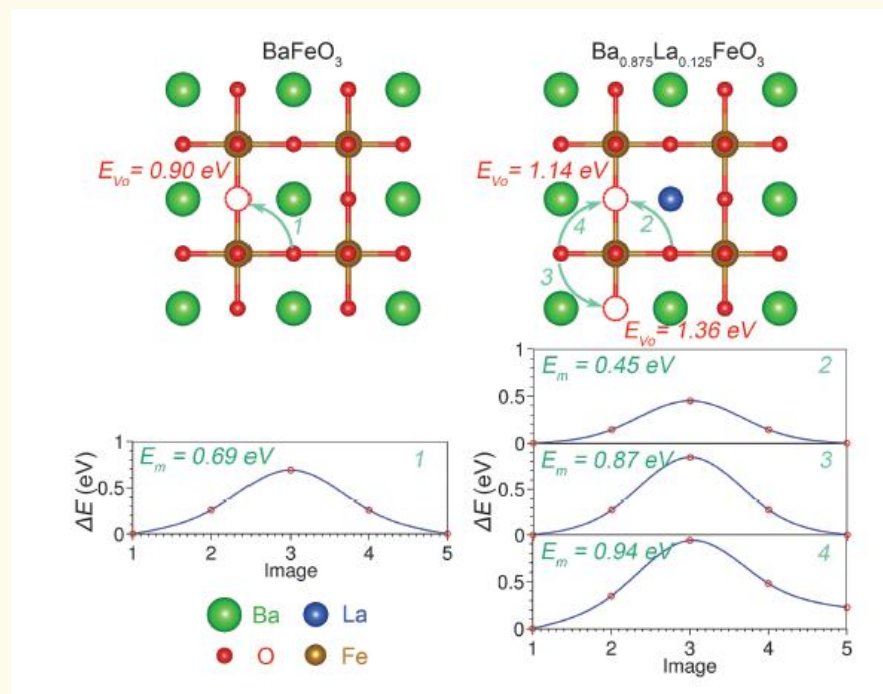 BaFeO3
Ba0.875La0.125FeO3
EVo = 0.90 eV
1
EVo = 1.14 eV
4
2
3
EVo = 1.36 eV
Em = 0.69 eV
1
1
0.5
0
ΔE (eV)
1 2 3 4 5
Image
Em = 0.45 eV
2
1
0.5
0
Em = 0.87 eV
3
0.5
0
Em = 0.94 eV
4
0.5
0
ΔE (eV)
1 2 3 4 5
Image
Ba
La
O
Fe